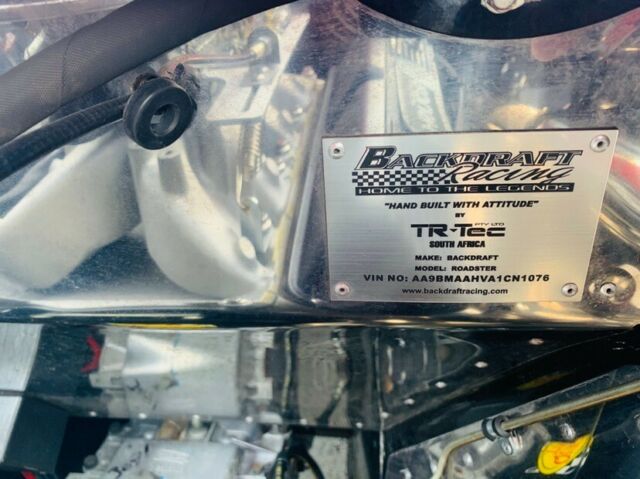 BACKDRAFT
Racing
HOME TO THE LEGENDS
"HAND BUILT WITH ATTITUDE"
BY
TR-Tec PTY LTD
SOUTH AFRICA
MAKE: BACKDRAFT
MODEL: ROADSTER
VIN NO: AA9BMAAHVA1CN1076
www.backdraftracing.com